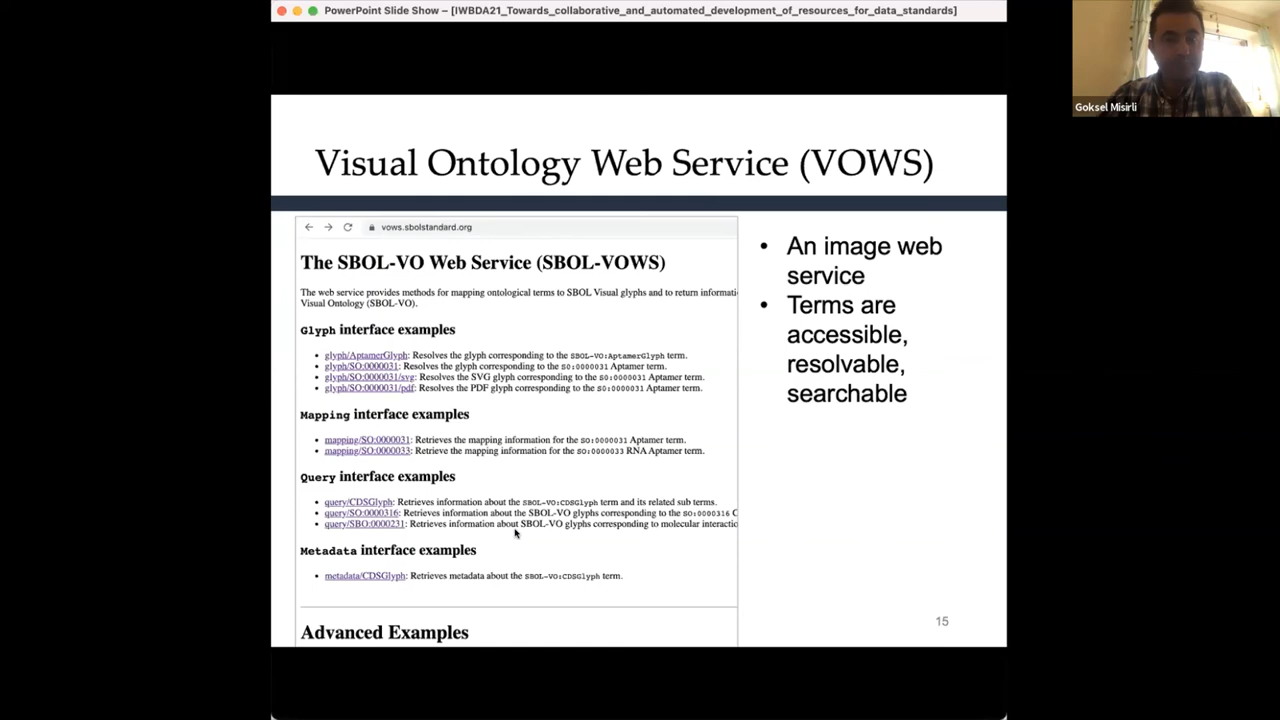 PowerPoint Slide Show – [IWBDA21_Towards_collaborative_and_automated_development_of_resources_for_data_standards]
Goksel Misirli
Visual Ontology Web Service (VOWS)
vows.sbolstandard.org
The SBOL-VO Web Service (SBOL-VOWS)
The web service provides methods for mapping ontological terms to SBOL Visual glyphs and to return informati
Visual Ontology (SBOL-VO).
Glyph interface examples
• glyph/AptamerGlyph: Resolves the glyph corresponding to the SBOL-VO:AptamerGlyph term.
• glyph/SO:0000031: Resolves the glyph corresponding to the SO:0000031 Aptamer term.
• glyph/SO:0000031/svg: Resolves the SVG glyph corresponding to the SO:0000031 Aptamer term.
• glyph/SO:0000031/pdf: Resolves the PDF glyph corresponding to the SO:0000031 Aptamer term.
Mapping interface examples
• mapping/SO:0000031: Retrieves the mapping information for the SO:0000031 Aptamer term.
• mapping/SO:0000033: Retrieve the mapping information for the SO:0000033 RNA Aptamer term.
Query interface examples
• query/CDSGlyph: Retrieves information about the SBOL-VO:CDSGlyph term and its related sub terms.
• query/SO:0000316: Retrieves information about the SBOL-VO glyphs corresponding to the SO:0000316 C
• query/SBO:0000231: Retrieves information about SBOL-VO glyphs corresponding to molecular interactio
Metadata interface examples
• metadata/CDSGlyph: Retrieves metadata about the SBOL-VO:CDSGlyph term.
Advanced Examples
• An image web
service
• Terms are
accessible,
resolvable,
searchable
15